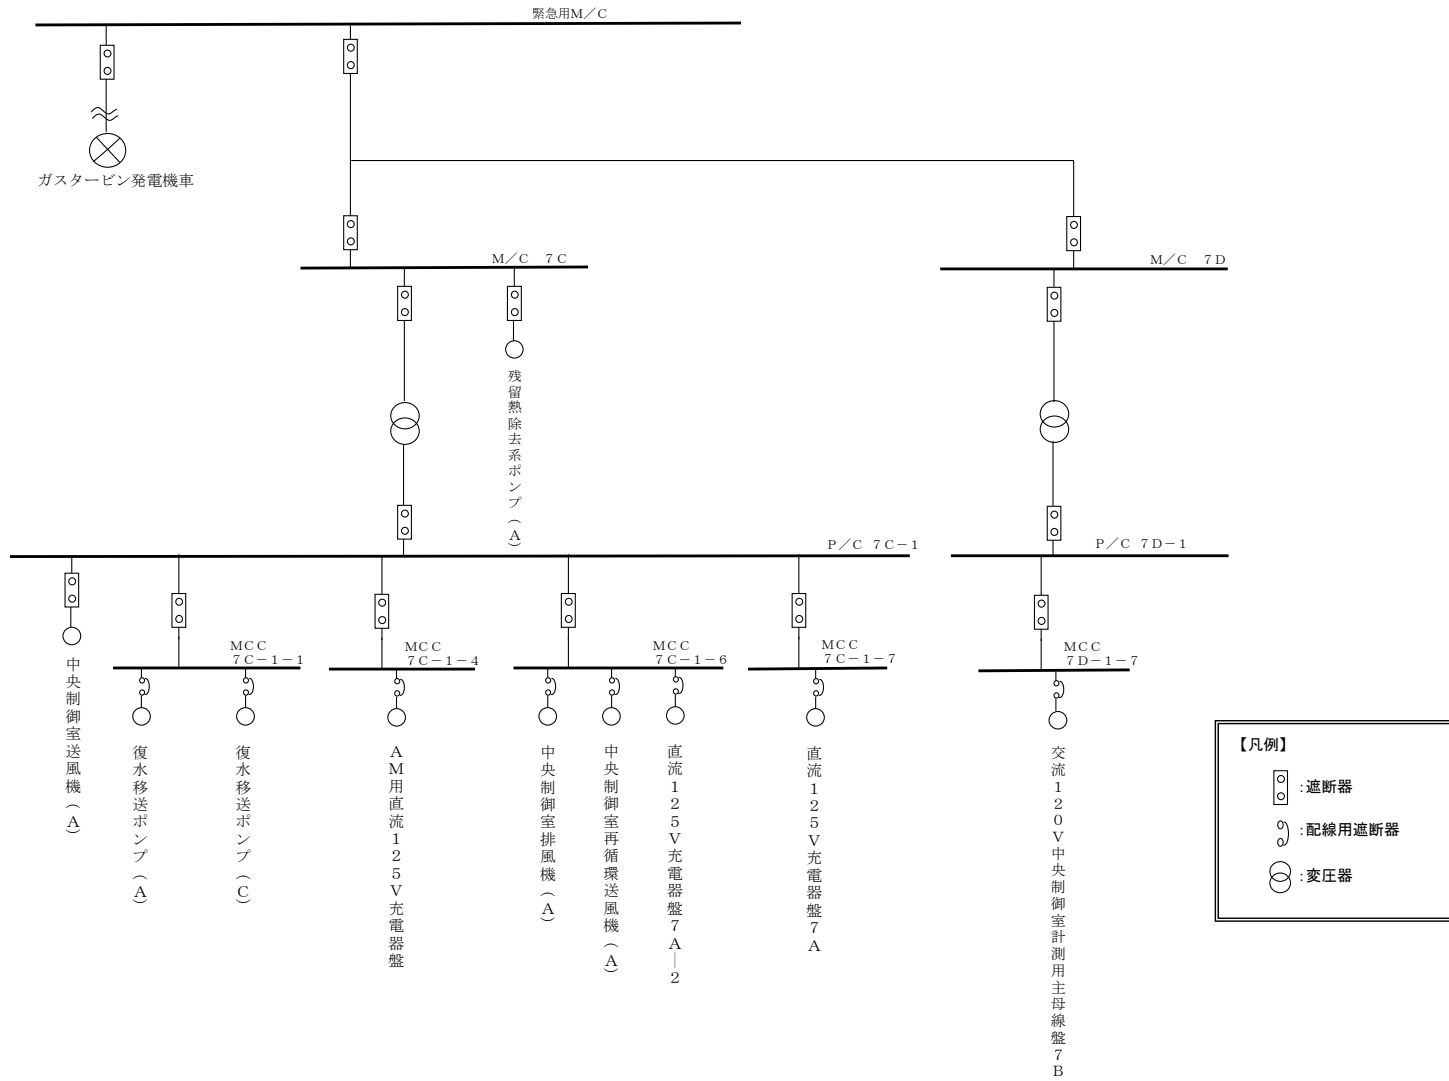 緊急用M／C
ガスタービン発電機車
M／C　7C
M／C　7D
残留熱除去系ポンプ（A）
P／C 7C－1
P／C 7D－1
中央制御室送風機（A）
MCC
7C－1－1
MCC
7C－1－4
MCC
7C－1－6
MCC
7C－1－7
MCC
7D－1－7
復水移送ポンプ（A）
復水移送ポンプ（C）
AM用直流125V充電器盤
中央制御室排風機（A）
中央制御室再循環送風機（A）
直流125V充電器盤7A―2
直流125V充電器盤7A
交流120V中央制御室計測用主母線盤7B
【凡例】
:遮断器
:配線用遮断器
:変圧器